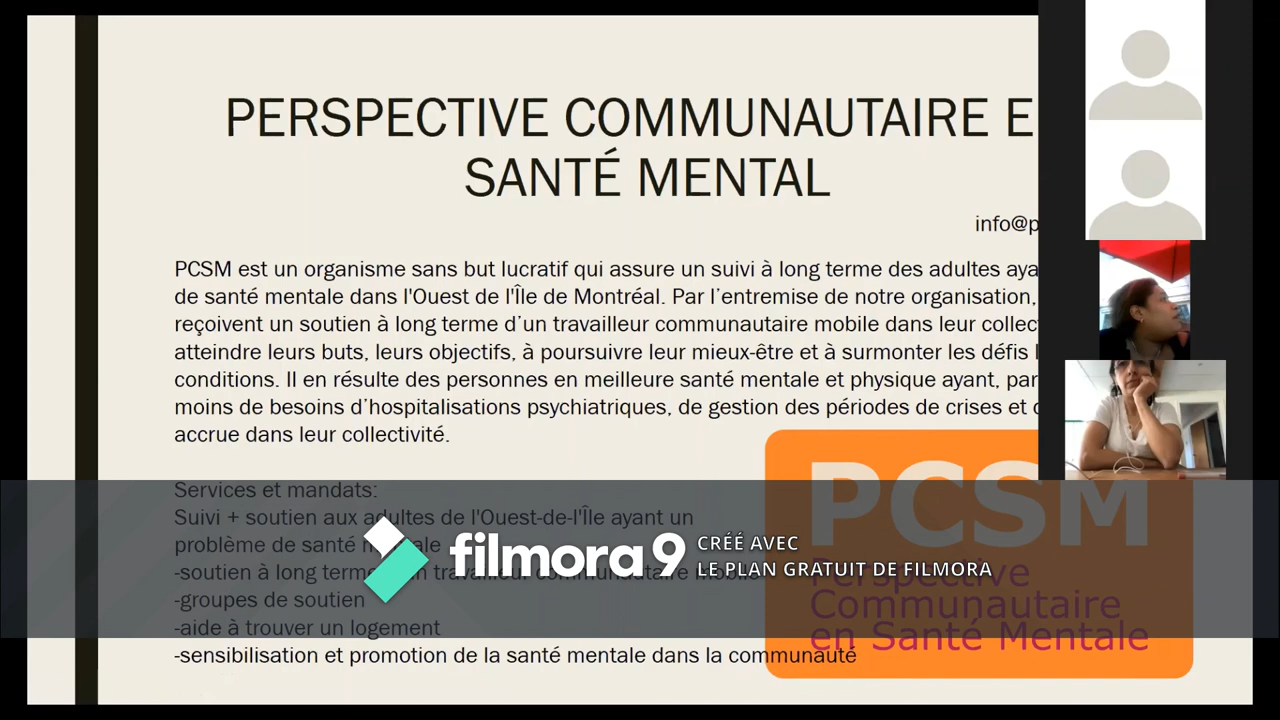 PERSPECTIVE COMMUNAUTAIRE E
SANTÉ MENTAL
info@p
PCSM est un organisme sans but lucratif qui assure un suivi à long terme des adultes aya
de santé mentale dans l'Ouest de l'Île de Montréal. Par l’entremise de notre organisation,
reçoivent un soutien à long terme d’un travailleur communautaire mobile dans leur collect
atteindre leurs buts, leurs objectifs, à poursuivre leur mieux-être et à surmonter les défis l
conditions. Il en résulte des personnes en meilleure santé mentale et physique ayant, par
moins de besoins d’hospitalisations psychiatriques, de gestion des périodes de crises et
accrue dans leur collectivité.
Services et mandats:
Suivi + soutien aux adultes de l'Ouest-de-l'Île ayant un
problème de santé mentale
-soutien à long terme d'un travailleur communautaire mobile
-groupes de soutien
-aide à trouver un logement
-sensibilisation et promotion de la santé mentale dans la communauté
PCSM
Perspective
Communautaire
en Santé Mentale
filmora9
CRÉÉ AVEC
LE PLAN GRATUIT DE FILMORA